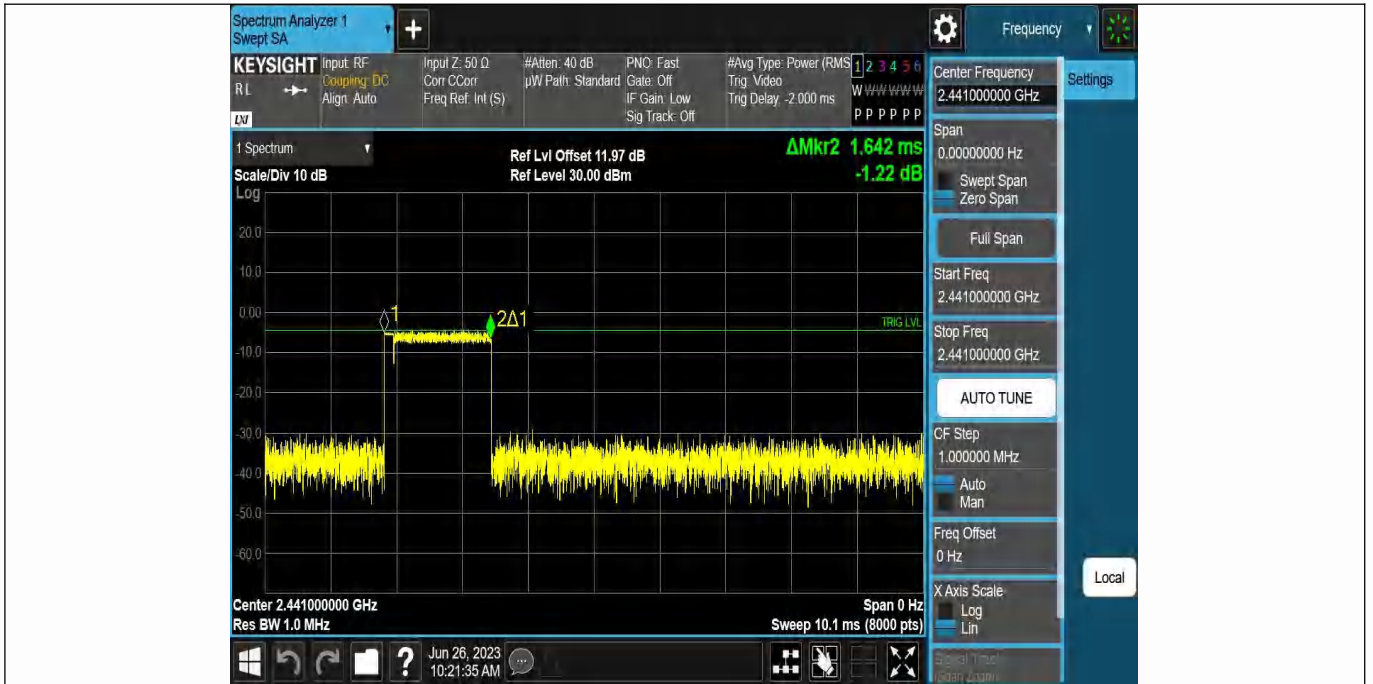 Spectrum Analyzer 1
Swept SA
Frequency
KEYSIGHT
RL
LXI
Input: RF
Coupling: DC
Align: Auto
Input Z: 50 Ω
Corr CCorr
Freq Ref: Int (S)
#Atten: 40 dB
µW Path: Standard
PNO: Fast
Gate: Off
IF Gain: Low
Sig Track: Off
#Avg Type: Power (RMS
Trig: Video
Trig Delay: -2.000 ms
1 2 3 4 5 6
W W W W W W
P P P P P P
1 Spectrum
Scale/Div 10 dB
Log
Ref Lvl Offset 11.97 dB
Ref Level 30.00 dBm
ΔMkr2 1.642 ms
-1.22 dB
20.0
10.0
0.00
-10.0
-20.0
-30.0
-40.0
-50.0
-60.0
1
2Δ1
TRIG LVL
Center 2.441000000 GHz
Res BW 1.0 MHz
Span 0 Hz
Sweep 10.1 ms (8000 pts)
Center Frequency
2.441000000 GHz
Settings
Span
0.00000000 Hz
Swept Span
Zero Span
Full Span
Start Freq
2.441000000 GHz
Stop Freq
2.441000000 GHz
AUTO TUNE
CF Step
1.000000 MHz
Auto
Man
Freq Offset
0 Hz
X Axis Scale
Log
Lin
Local
Signal Track
(Span Zoom)
?
Jun 26, 2023
10:21:35 AM